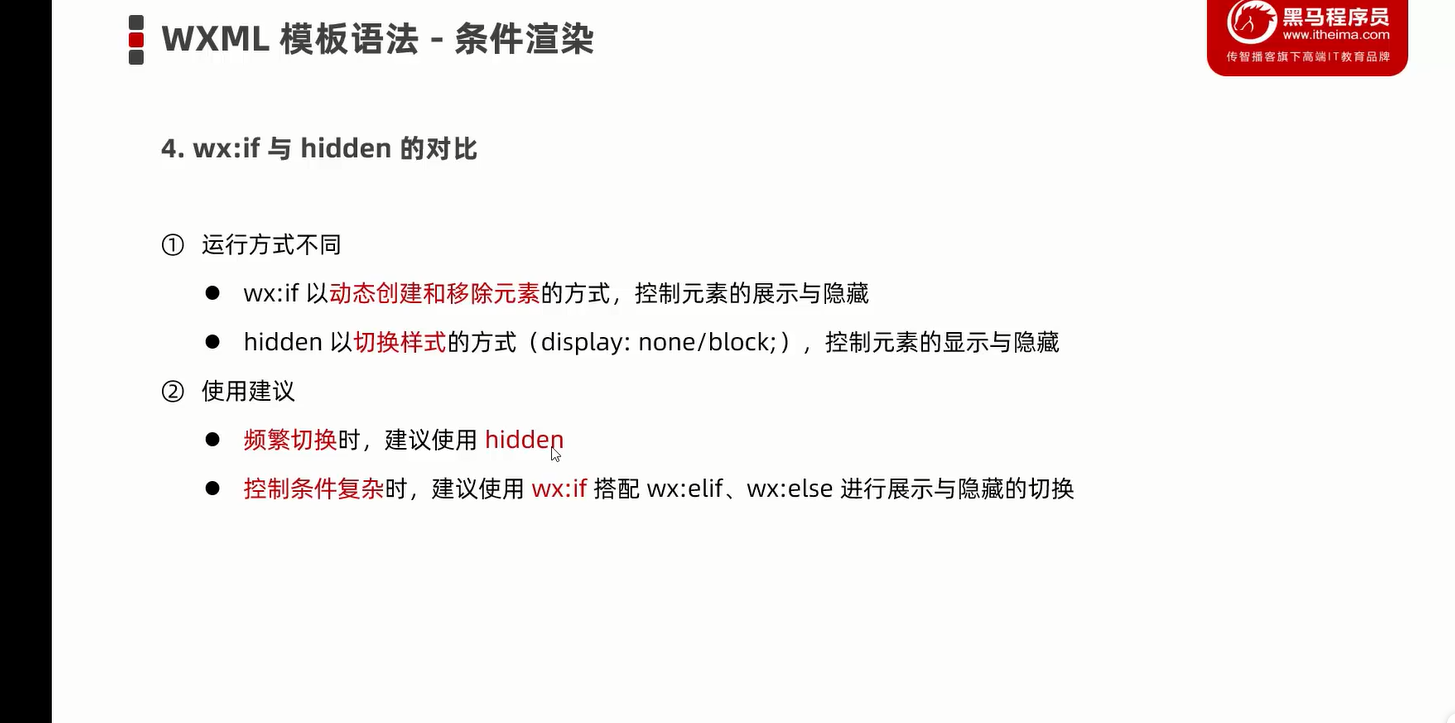 WXML 模板语法 - 条件渲染
黑马程序员
www.itheima.com
传智播客旗下高端IT教育品牌
4. wx:if 与 hidden 的对比
① 运行方式不同
● wx:if 以动态创建和移除元素的方式，控制元素的展示与隐藏
● hidden 以切换样式的方式（display: none/block;），控制元素的显示与隐藏
② 使用建议
● 频繁切换时，建议使用 hidden
● 控制条件复杂时，建议使用 wx:if 搭配 wx:elif、wx:else 进行展示与隐藏的切换